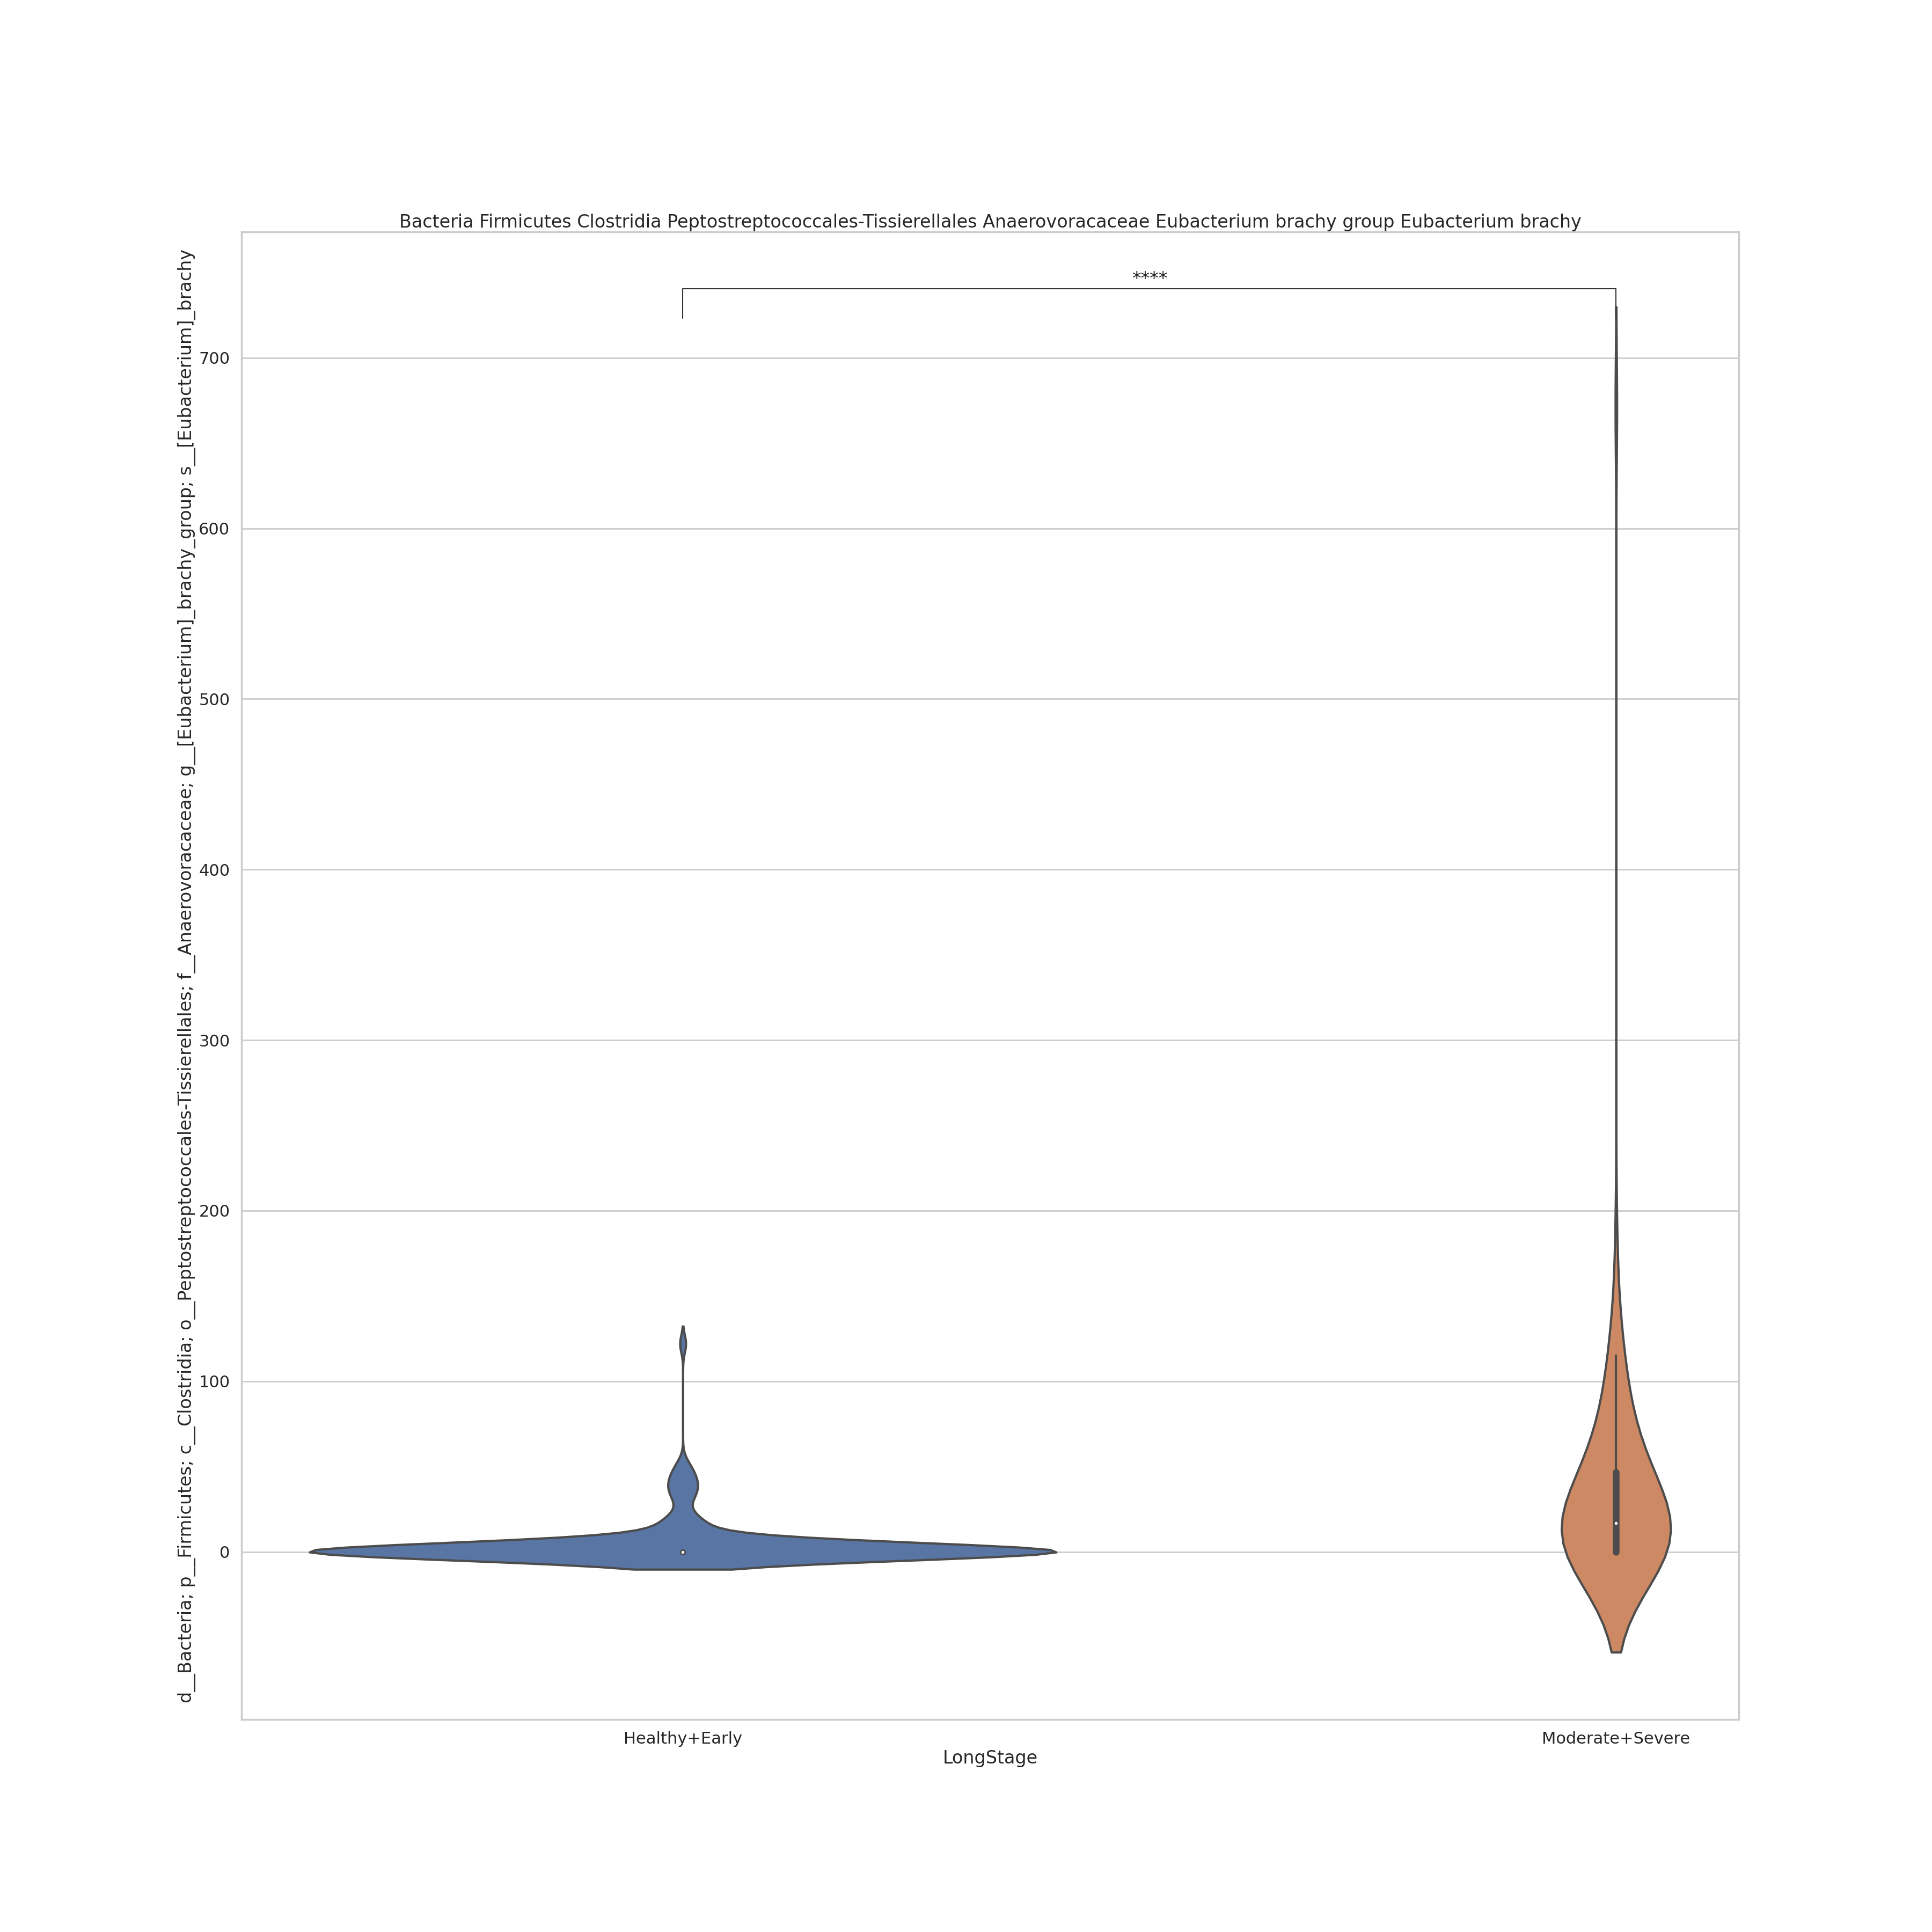 Bacteria Firmicutes Clostridia Peptostreptococcales-Tissierellales Anaerovoracaceae Eubacterium brachy group Eubacterium brachy
****
d__Bacteria; p__Firmicutes; c__Clostridia; o__Peptostreptococcales-Tissierellales; f__Anaerovoracaceae; g__[Eubacterium]_brachy_group; s__[Eubacterium]_brachy
700
600
500
400
300
200
100
0
Healthy+Early
Moderate+Severe
LongStage